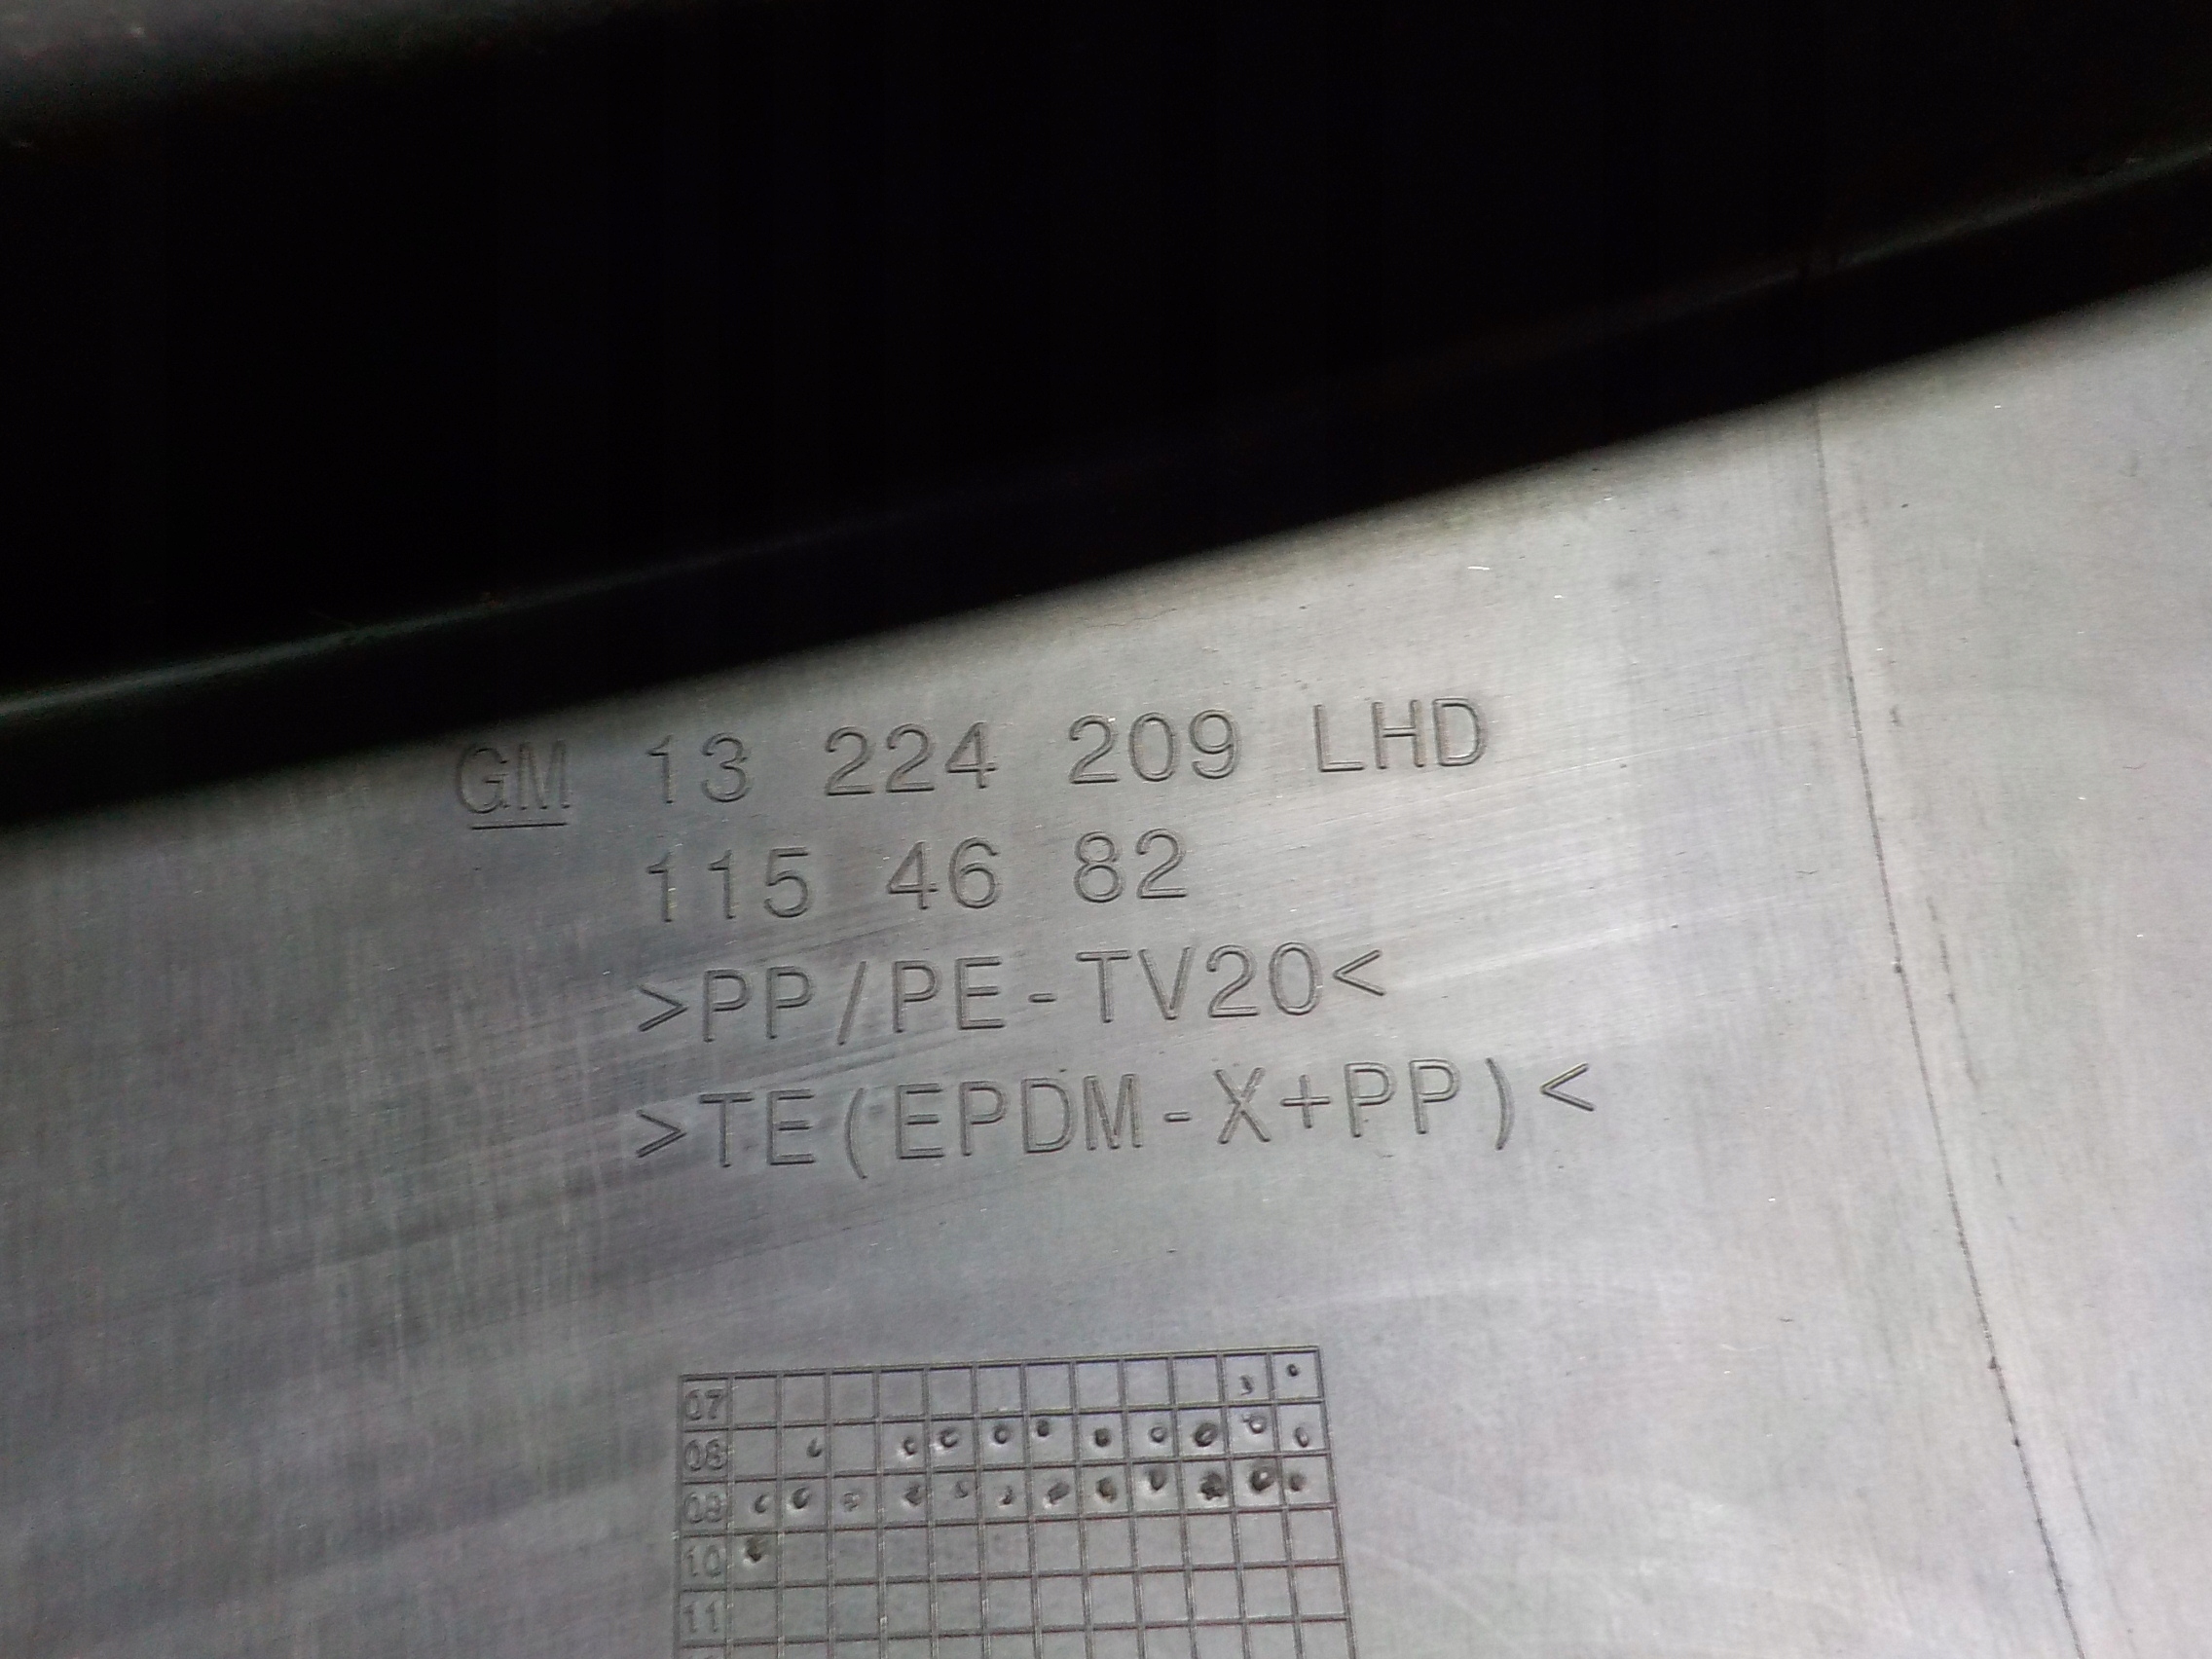 GM 13 224 209 LHD
115 46 82
>PP/PE-TV20<
>TE(EPDM-X+PP)<
07
08
09
10
11